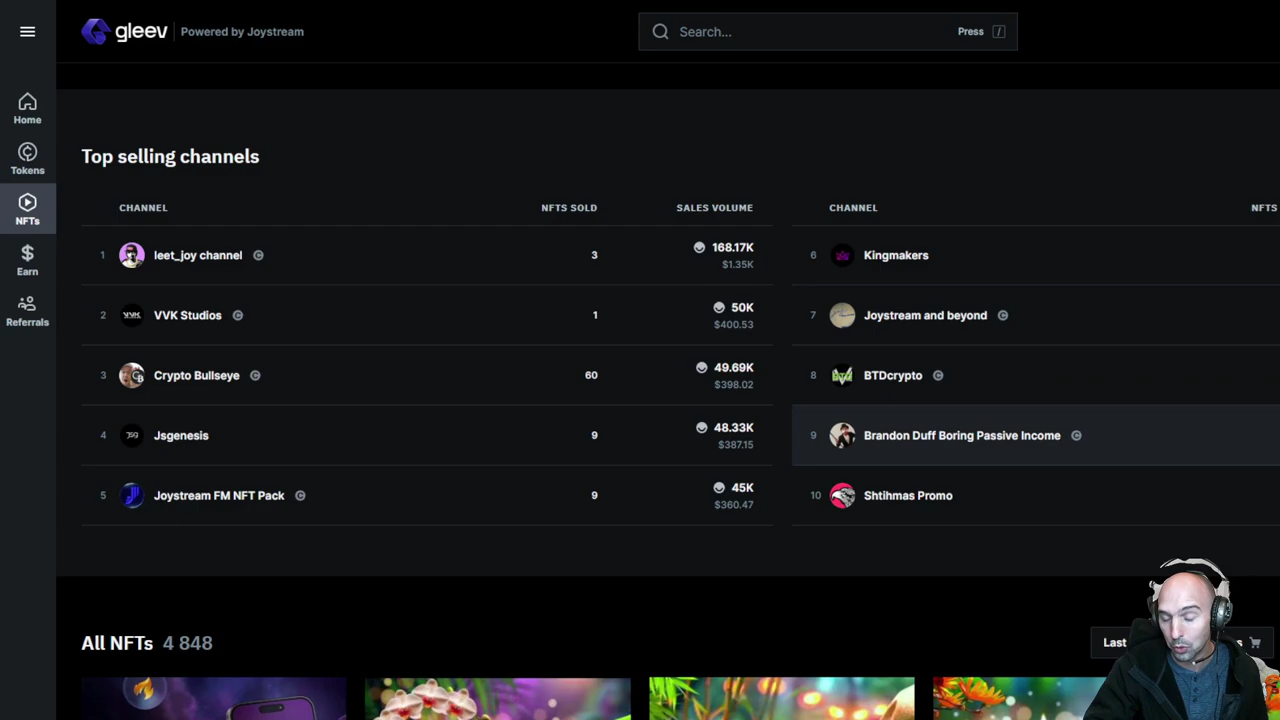 gleev
Powered by Joystream
Search...
Press /
Home
Tokens
NFTs
Earn
Referrals
Top selling channels
CHANNEL NFTS SOLD SALES VOLUME
1 leet_joy channel 3 168.17K
$1.35K
2 VVK Studios 1 50K
$400.53
3 Crypto Bullseye 60 49.69K
$398.02
4 Jsgenesis 9 48.33K
$387.15
5 Joystream FM NFT Pack 9 45K
$360.47
CHANNEL NFTS
6 Kingmakers
7 Joystream and beyond
8 BTDcrypto
9 Brandon Duff Boring Passive Income
10 Shtihmas Promo
All NFTs 4 848
Last